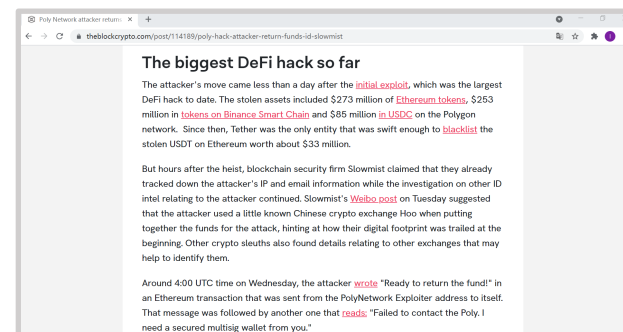 Poly Network attacker returns
theblockcrypto.com/post/114189/poly-hack-attacker-return-funds-id-slowmist
The biggest DeFi hack so far
The attacker's move came less than a day after the initial exploit, which was the largest
DeFi hack to date. The stolen assets included $273 million of Ethereum tokens, $253
million in tokens on Binance Smart Chain and $85 million in USDC on the Polygon
network. Since then, Tether was the only entity that was swift enough to blacklist the
stolen USDT on Ethereum worth about $33 million.
But hours after the heist, blockchain security firm Slowmist claimed that they already
tracked down the attacker's IP and email information while the investigation on other ID
intel relating to the attacker continued. Slowmist's Weibo post on Tuesday suggested
that the attacker used a little known Chinese crypto exchange Hoo when putting
together the funds for the attack, hinting at how their digital footprint was trailed at the
beginning. Other crypto sleuths also found details relating to other exchanges that may
help to identify them.
Around 4:00 UTC time on Wednesday, the attacker wrote "Ready to return the fund!" in
an Ethereum transaction that was sent from the PolyNetwork Exploiter address to itself.
That message was followed by another one that reads: "Failed to contact the Poly. I
need a secured multisig wallet from you."